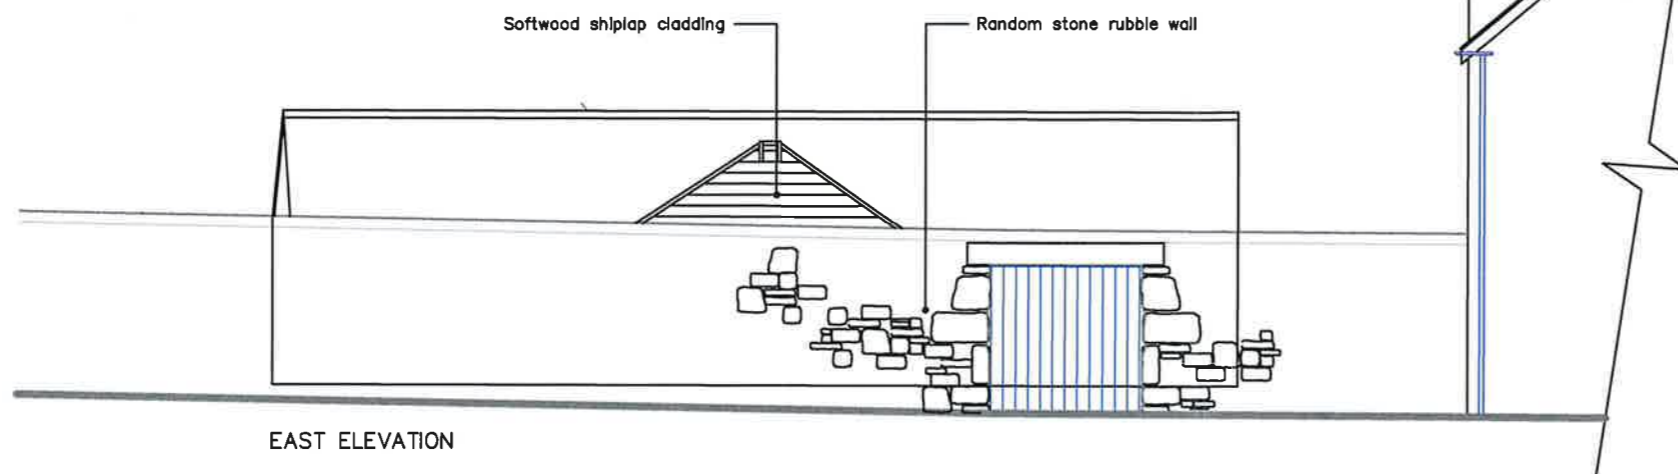 Softwood shiplap cladding
Random stone rubble wall
EAST ELEVATION